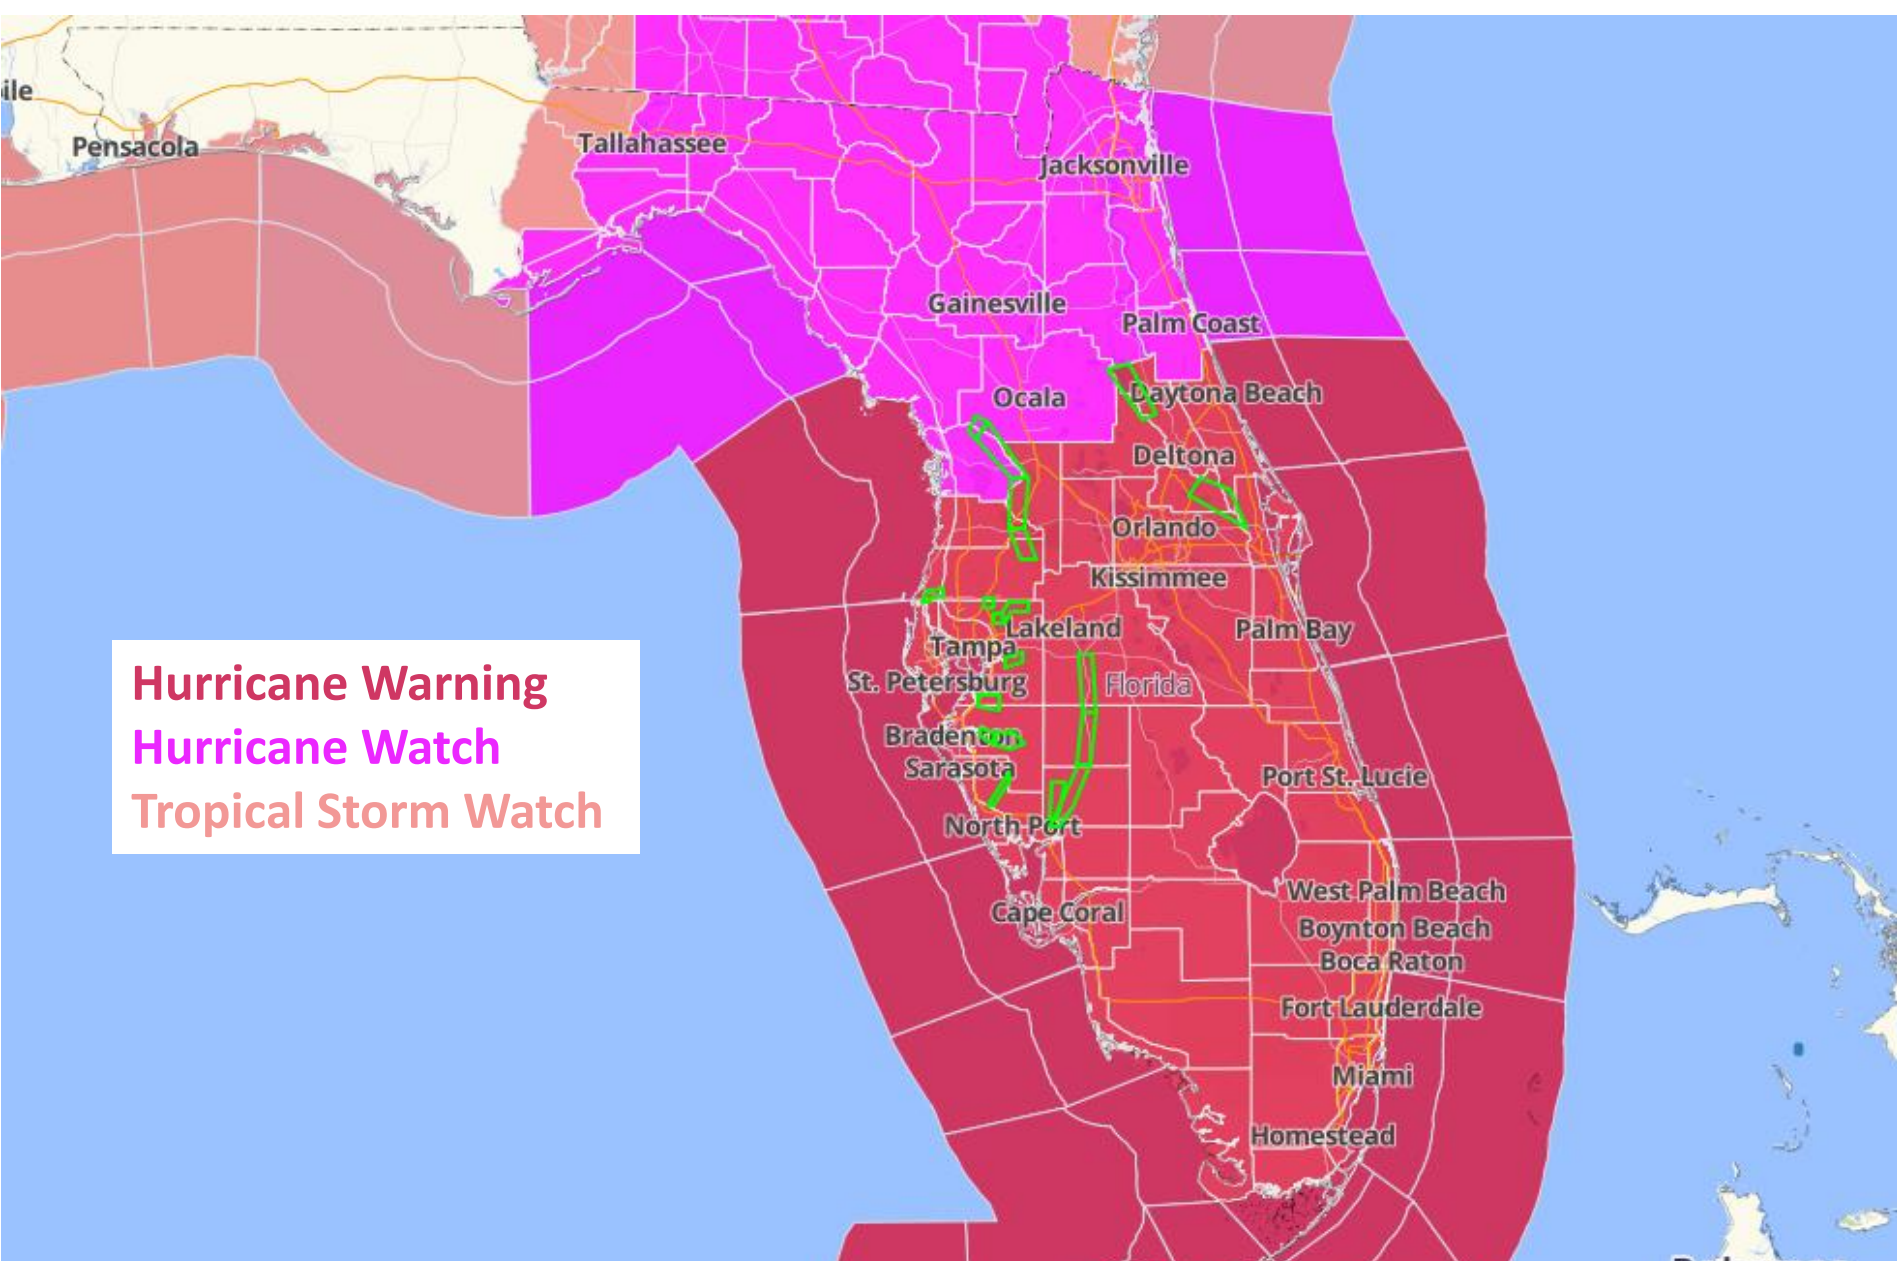 ile
Pensacola
Tallahassee
Jacksonville
Gainesville
Palm Coast
Ocala
Daytona Beach
Deltona
Orlando
Kissimmee
Lakeland
Palm Bay
Tampa
St. Petersburg
Florida
Bradenton
Sarasota
Port St. Lucie
North Port
West Palm Beach
Cape Coral
Boynton Beach
Boca Raton
Fort Lauderdale
Miami
Homestead
Hurricane Warning
Hurricane Watch
Tropical Storm Watch